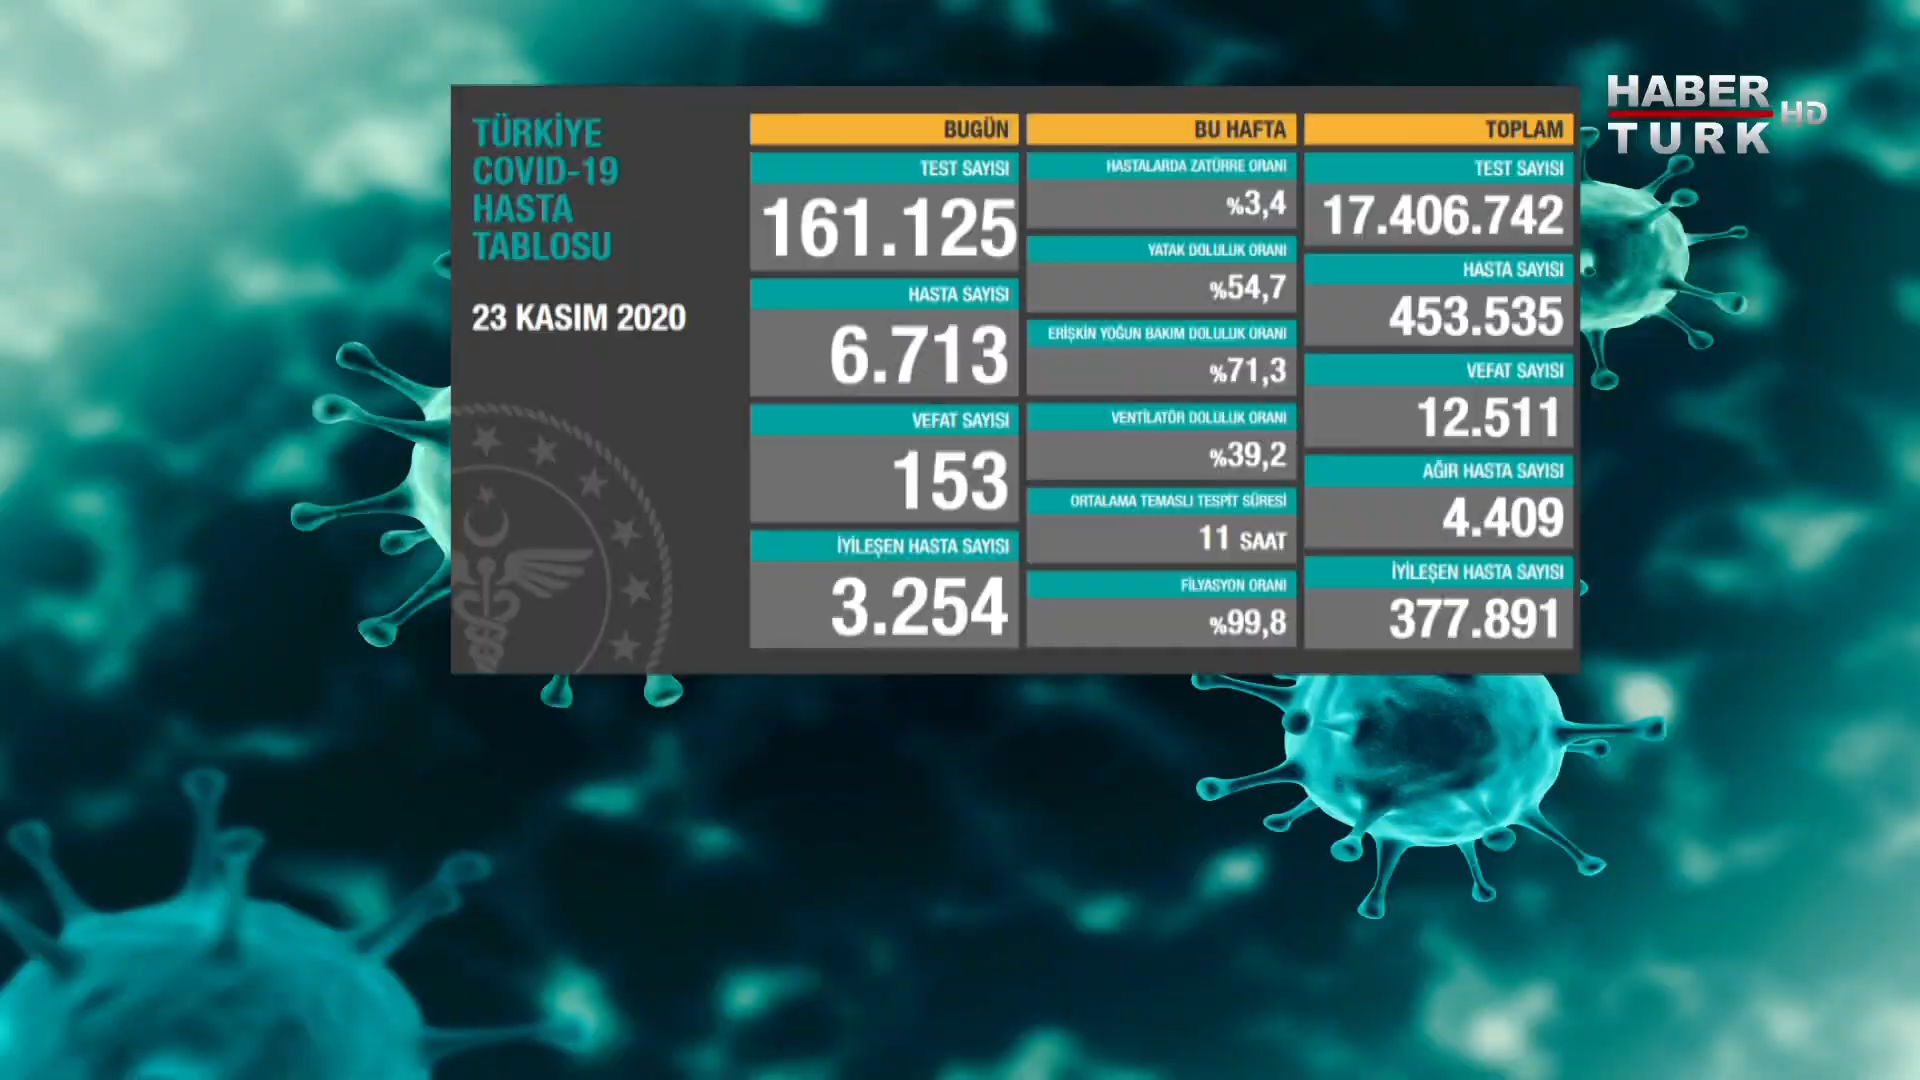 HABER
TURK HD
TÜRKİYE
COVID-19
HASTA
TABLOSU
23 KASIM 2020
BUGÜN
TEST SAYISI
161.125
HASTA SAYISI
6.713
VEFAT SAYISI
153
İYİLEŞEN HASTA SAYISI
3.254
BU HAFTA
HASTALARDA ZATÜRRE ORANI
%3,4
YATAK DOLULUK ORANI
%54,7
ERİŞKİN YOĞUN BAKIM DOLULUK ORANI
%71,3
VENTİLATÖR DOLULUK ORANI
%39,2
ORTALAMA TEMASLI TESPİT SÜRESİ
11 SAAT
FİLYASYON ORANI
%99,8
TOPLAM
TEST SAYISI
17.406.742
HASTA SAYISI
453.535
VEFAT SAYISI
12.511
AĞIR HASTA SAYISI
4.409
İYİLEŞEN HASTA SAYISI
377.891